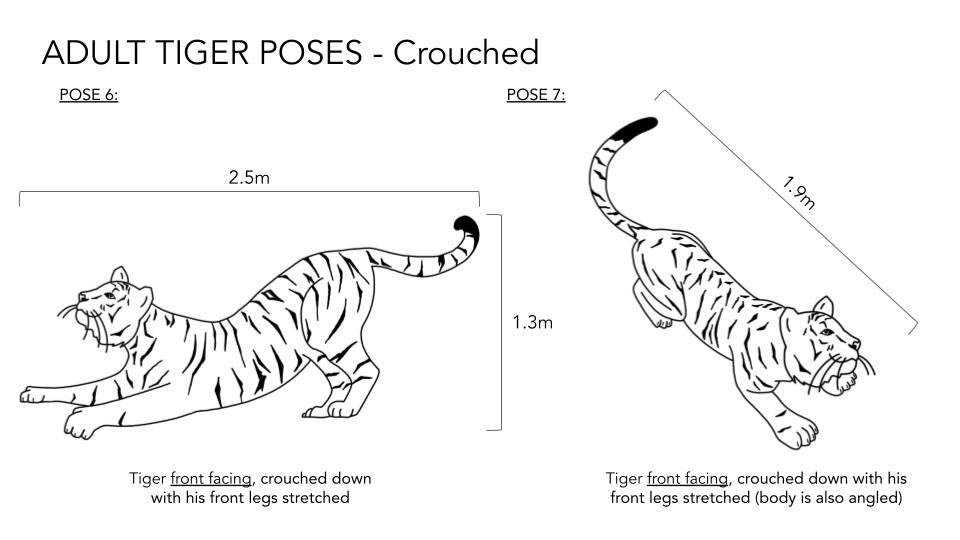 ADULT TIGER POSES - Crouched
POSE 6:
2.5m
1.3m
Tiger front facing, crouched down
with his front legs stretched
POSE 7:
1.9m
Tiger front facing, crouched down with his
front legs stretched (body is also angled)